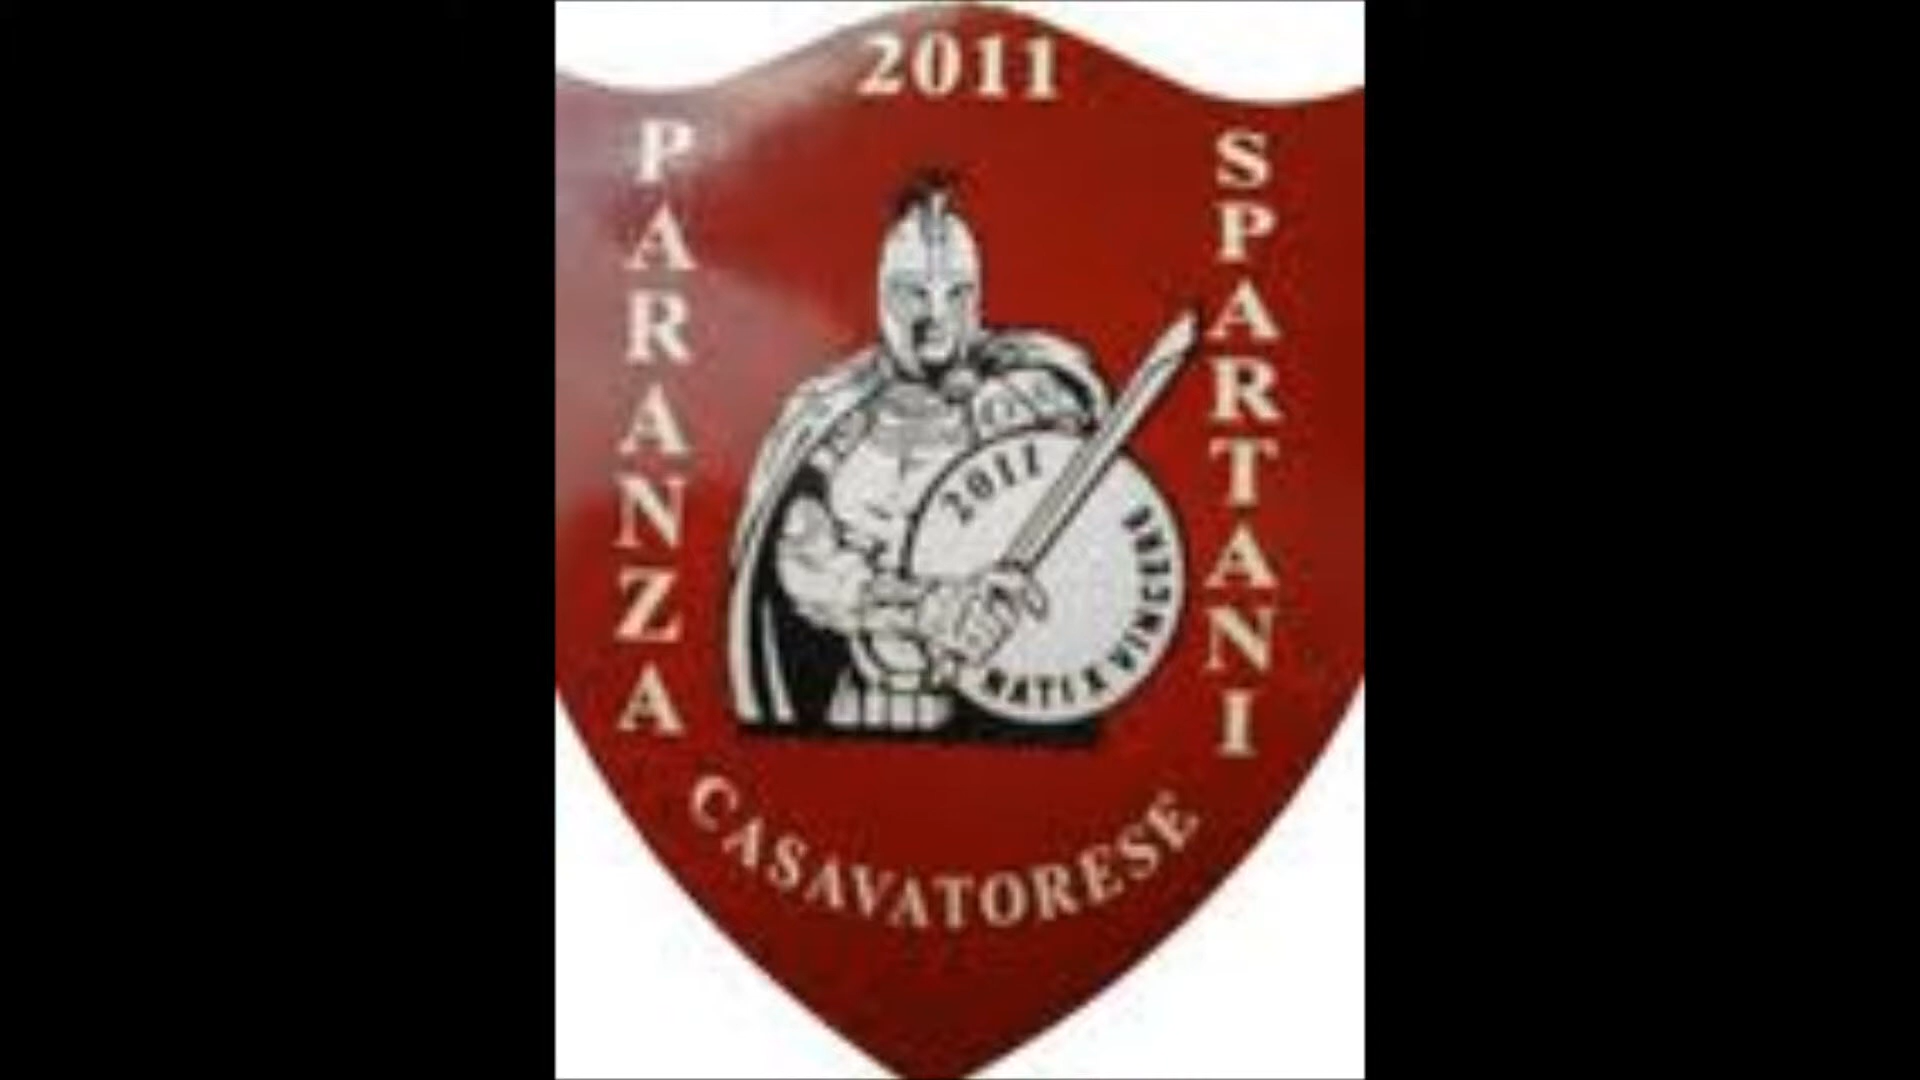 2011
PARANZA
SPARTANI
2011
NATI X VINCERE
CASAVATORESE